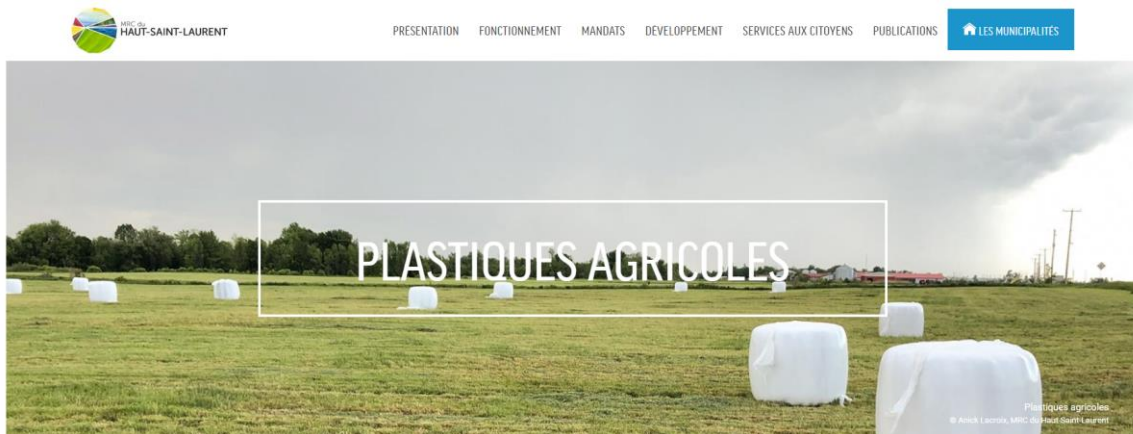 MRC du
HAUT-SAINT-LAURENT
PRÉSENTATION FONCTIONNEMENT MANDATS DÉVELOPPEMENT SERVICES AUX CITOYENS PUBLICATIONS LES MUNICIPALITÉS
PLASTIQUES AGRICOLES
Plastiques agricoles
© Anick Lacroix, MRC du Haut-Saint-Laurent